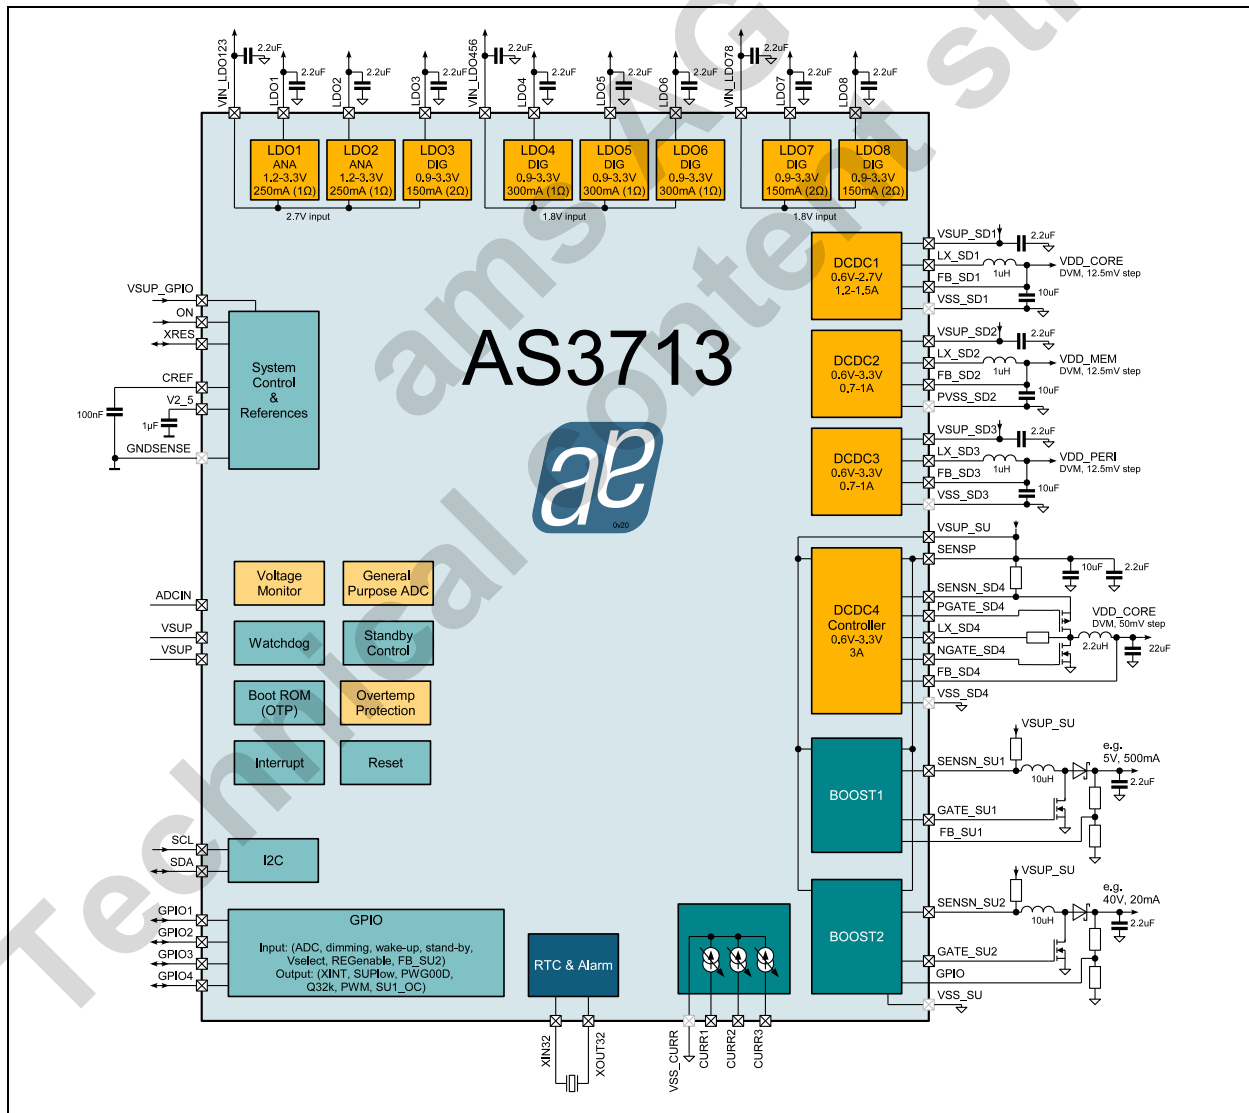 VIN_LDO123
2.2uF
LDO1
2.2uF
LDO2
2.2uF
LDO3
2.2uF
VIN_LDO456
2.2uF
LDO4
2.2uF
LDO5
2.2uF
LDO6
2.2uF
VIN_LDO78
2.2uF
LDO7
2.2uF
LDO8
2.2uF
LDO1
ANA
1.2-3.3V
250mA (1Ω)
LDO2
ANA
1.2-3.3V
250mA (1Ω)
LDO3
DIG
0.9-3.3V
150mA (2Ω)
LDO4
DIG
0.9-3.3V
300mA (1Ω)
LDO5
DIG
0.9-3.3V
300mA (1Ω)
LDO6
DIG
0.9-3.3V
300mA (1Ω)
LDO7
DIG
0.9-3.3V
150mA (2Ω)
LDO8
DIG
0.9-3.3V
150mA (2Ω)
2.7V input
1.8V input
1.8V input
DCDC1
0.6V-2.7V
1.2-1.5A
VSUP_SD1
2.2uF
LX_SD1
1uH
VDD_CORE
DVM, 12.5mV step
FB_SD1
10uF
VSS_SD1
DCDC2
0.6V-3.3V
0.7-1A
VSUP_SD2
2.2uF
LX_SD2
1uH
VDD_MEM
DVM, 12.5mV step
FB_SD2
10uF
PVSS_SD2
DCDC3
0.6V-3.3V
0.7-1A
VSUP_SD3
2.2uF
LX_SD3
1uH
VDD_PERI
DVM, 12.5mV step
FB_SD3
10uF
VSS_SD3
VSUP_GPIO
ON
XRES
CREF
V2_5
100nF
1µF
GNDSENSE
System
Control
&
References
AS3713
0v20
VSUP_SU
SENSP
10uF
2.2uF
SENSN_SD4
PGATE_SD4
LX_SD4
NGATE_SD4
FB_SD4
VSS_SD4
VDD_CORE
DVM, 50mV step
2.2uH
22uF
DCDC4
Controller
0.6V-3.3V
3A
Voltage
Monitor
General
Purpose ADC
Watchdog
Standby
Control
Boot ROM
(OTP)
Overtemp
Protection
Interrupt
Reset
ADCIN
VSUP
VSUP
BOOST1
VSUP_SU
SENSN_SU1
10uH
e.g.
5V, 500mA
2.2uF
GATE_SU1
FB_SU1
SCL
SDA
I2C
BOOST2
VSUP_SU
SENSN_SU2
10uH
e.g.
40V, 20mA
2.2uF
GATE_SU2
GPIO
VSS_SU
GPIO1
GPIO2
GPIO3
GPIO4
GPIO
Input: (ADC, dimming, wake-up, stand-by,
Vselect, REGenable, FB_SU2)
Output: (XINT, SUPlow, PWG00D,
Q32k, PWM, SU1_OC)
RTC & Alarm
XIN32
XOUT32
VSS_CURR
CURR1
CURR2
CURR3
ams AG
Technical content st